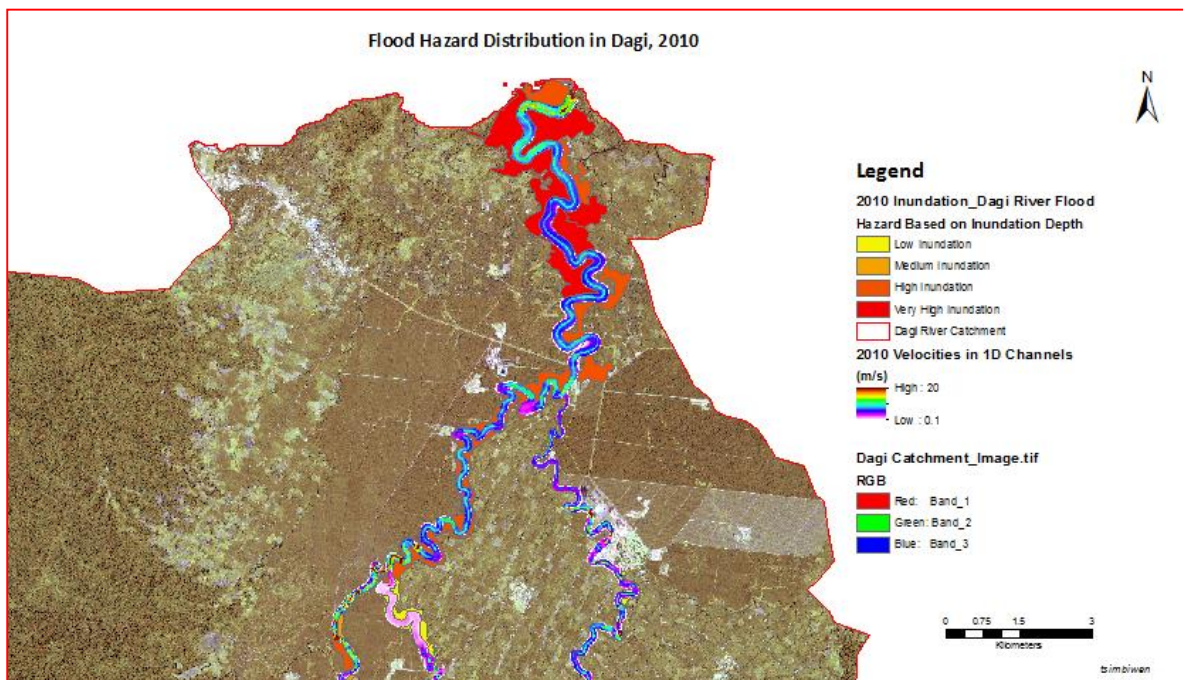 Flood Hazard Distribution in Dagi, 2010
N
Legend
2010 Inundation_Dagi River Flood
Hazard Based on Inundation Depth
Low Inundation
Medium Inundation
High Inundation
Very High Inundation
Dagi River Catchment
2010 Velocities in 1D Channels
(m/s)
High : 20
Low : 0.1
Dagi Catchment_Image.tif
RGB
Red: Band_1
Green: Band_2
Blue: Band_3
0 0.75 1.5 3
Kilometers
tsimbiwen